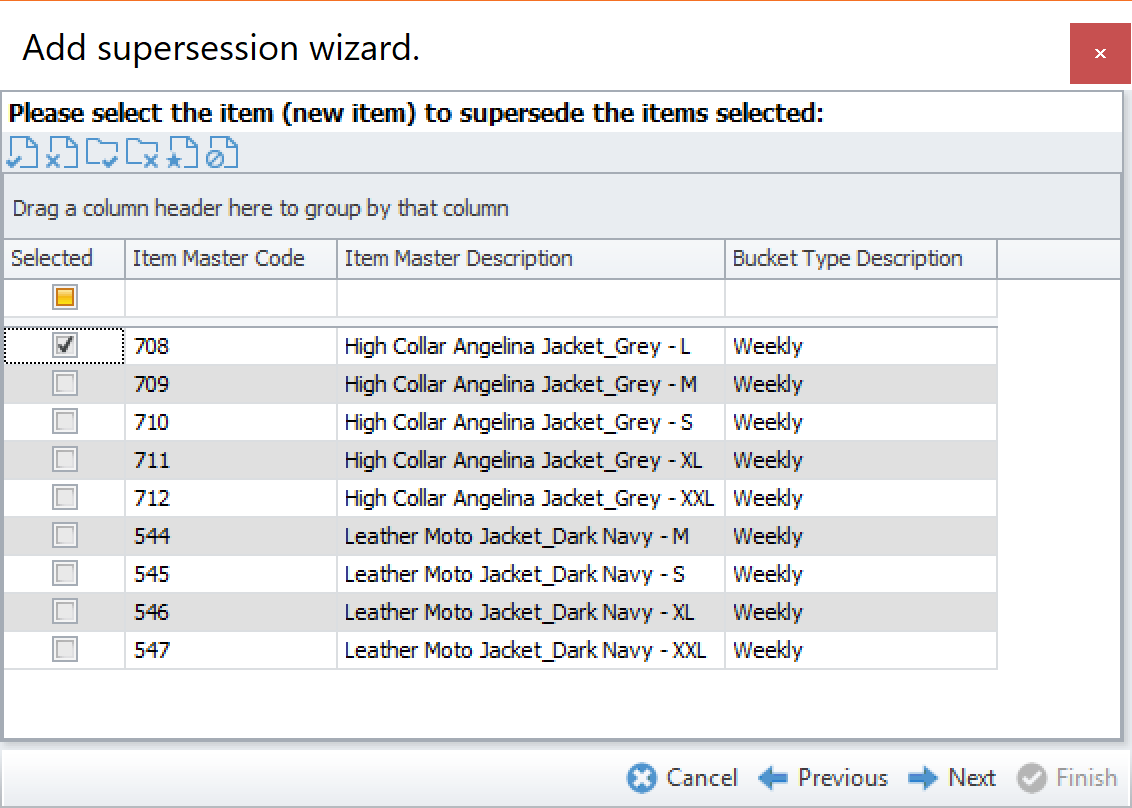 Add supersession wizard.
Please select the item (new item) to supersede the items selected:
Drag a column header here to group by that column
Selected Item Master Code Item Master Description Bucket Type Description
708 High Collar Angelina Jacket_Grey - L Weekly
709 High Collar Angelina Jacket_Grey - M Weekly
710 High Collar Angelina Jacket_Grey - S Weekly
711 High Collar Angelina Jacket_Grey - XL Weekly
712 High Collar Angelina Jacket_Grey - XXL Weekly
544 Leather Moto Jacket_Dark Navy - M Weekly
545 Leather Moto Jacket_Dark Navy - S Weekly
546 Leather Moto Jacket_Dark Navy - XL Weekly
547 Leather Moto Jacket_Dark Navy - XXL Weekly
Cancel Previous Next Finish